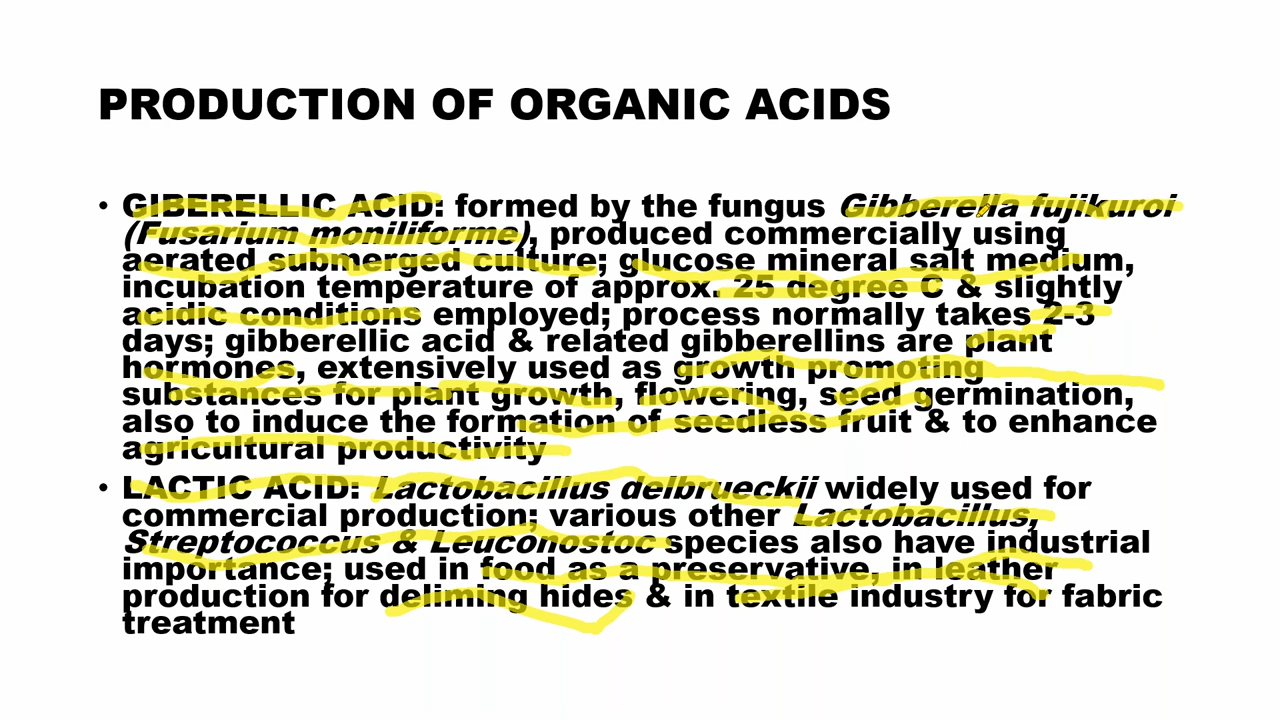 PRODUCTION OF ORGANIC ACIDS
• GIBERELLIC ACID: formed by the fungus Gibberella fujikuroi
(Fusarium moniliforme), produced commercially using
aerated submerged culture; glucose mineral salt medium,
incubation temperature of approx. 25 degree C & slightly
acidic conditions employed; process normally takes 2-3
days; gibberellic acid & related gibberellins are plant
hormones, extensively used as growth promoting
substances for plant growth, flowering, seed germination,
also to induce the formation of seedless fruit & to enhance
agricultural productivity
• LACTIC ACID: Lactobacillus delbrueckii widely used for
commercial production; various other Lactobacillus,
Streptococcus & Leuconostoc species also have industrial
importance; used in food as a preservative, in leather
production for deliming hides & in textile industry for fabric
treatment